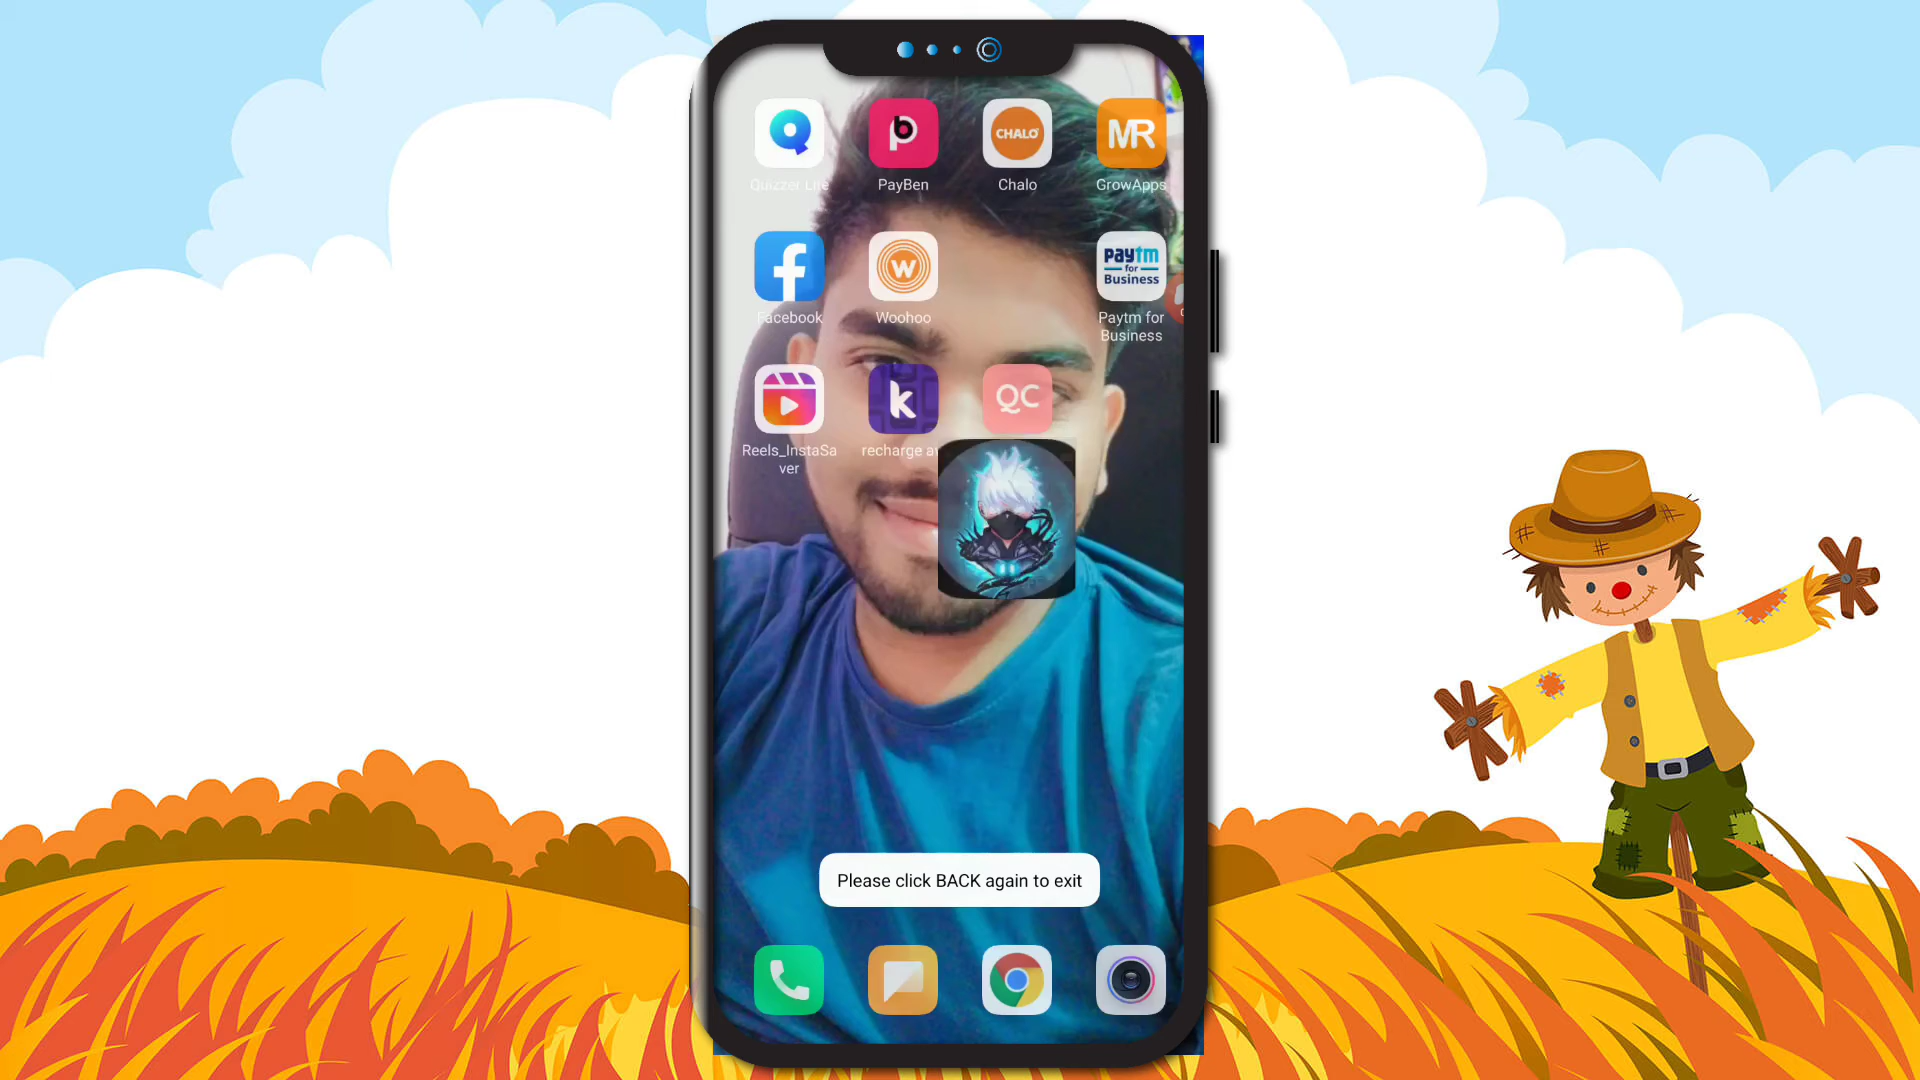 CHALO
MR
Quizzer Lite
PayBen
Chalo
GrowApps
W
Paytm
for
Business
Facebook
Woohoo
Paytm for
Business
k
QC
Reels_InstaSa
ver
recharge
Please click BACK again to exit